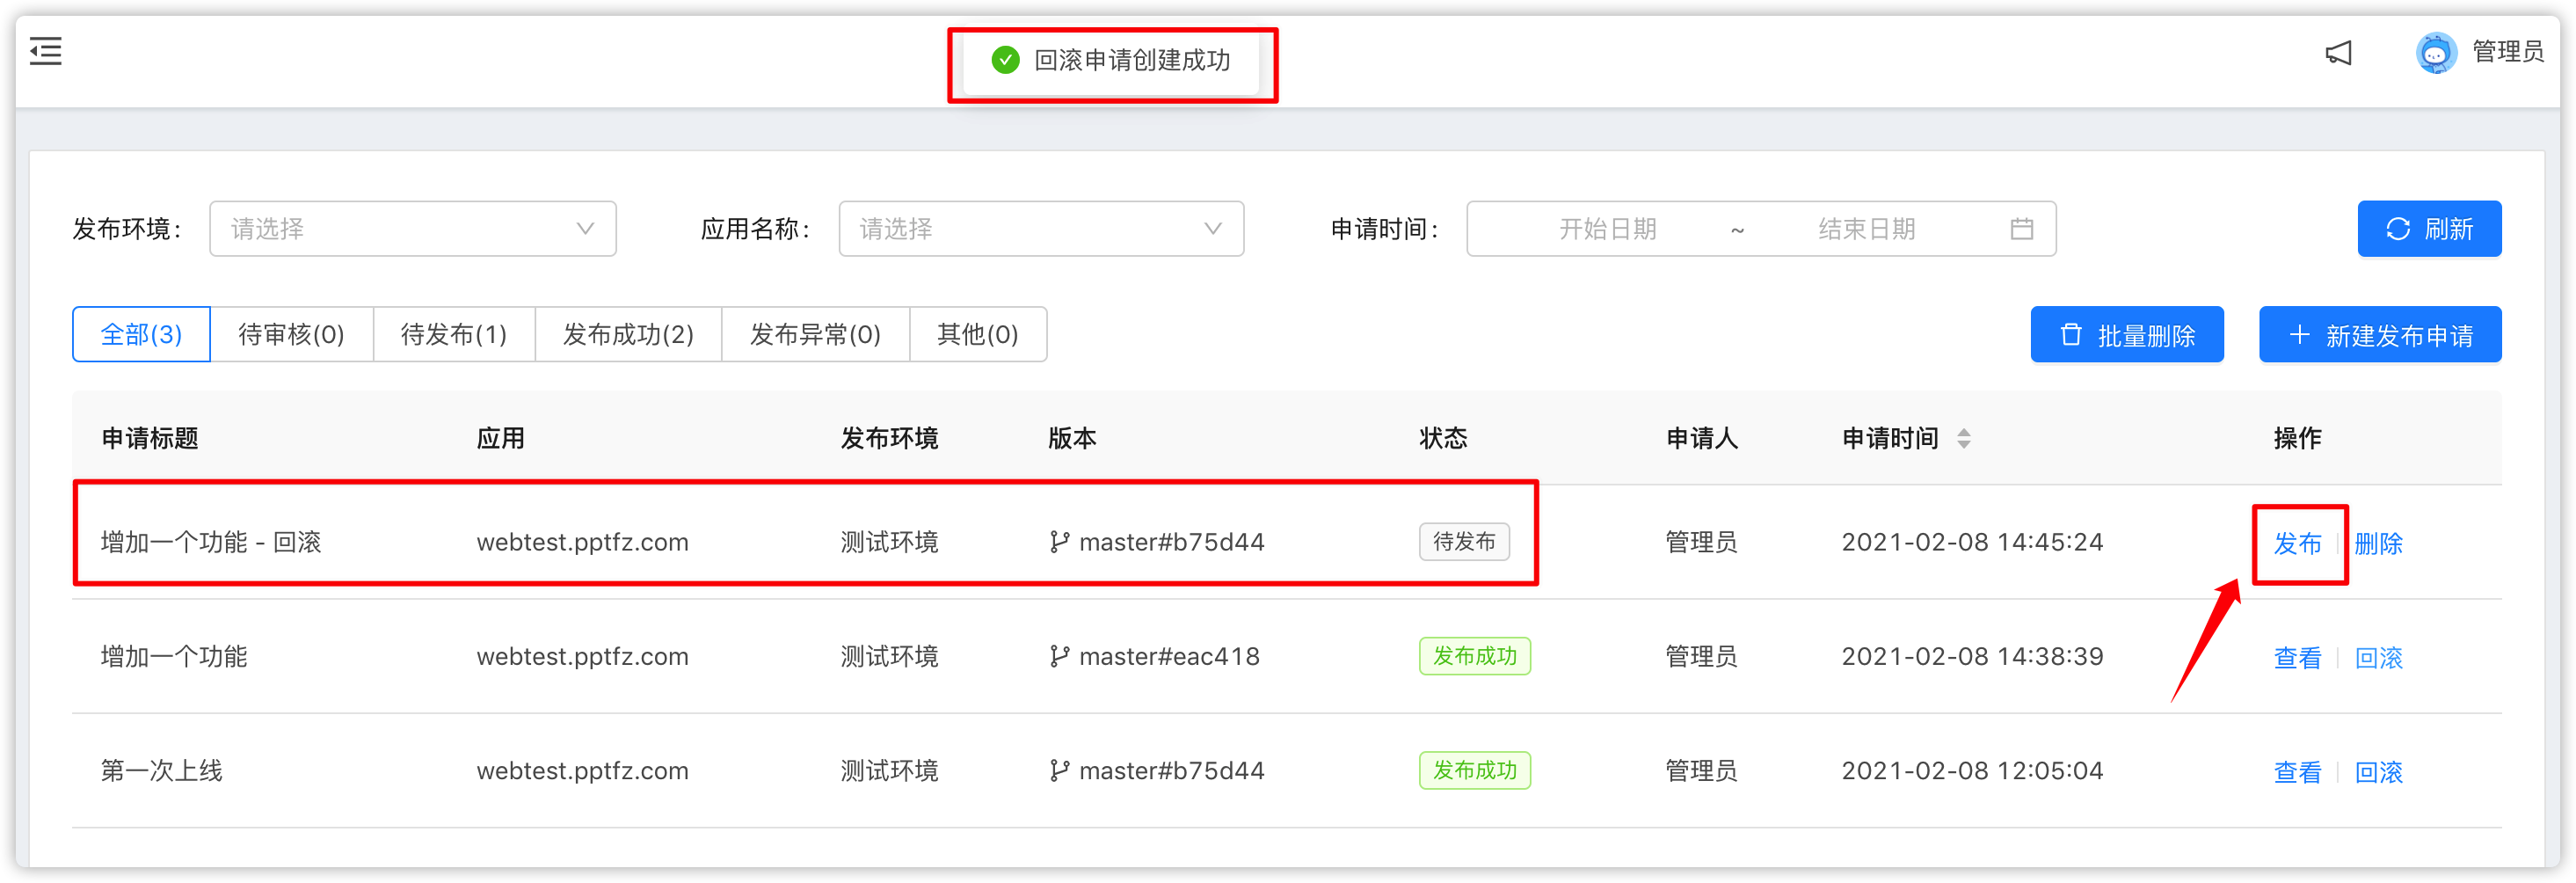 回滚申请创建成功
管理员
发布环境: 请选择 应用名称: 请选择 申请时间: 开始日期 ~ 结束日期 刷新
全部(3) 待审核(0) 待发布(1) 发布成功(2) 发布异常(0) 其他(0) 批量删除 + 新建发布申请
申请标题 应用 发布环境 版本 状态 申请人 申请时间 操作
增加一个功能 - 回滚 webtest.pptfz.com 测试环境 master#b75d44 待发布 管理员 2021-02-08 14:45:24 发布 删除
增加一个功能 webtest.pptfz.com 测试环境 master#eac418 发布成功 管理员 2021-02-08 14:38:39 查看 回滚
第一次上线 webtest.pptfz.com 测试环境 master#b75d44 发布成功 管理员 2021-02-08 12:05:04 查看 回滚